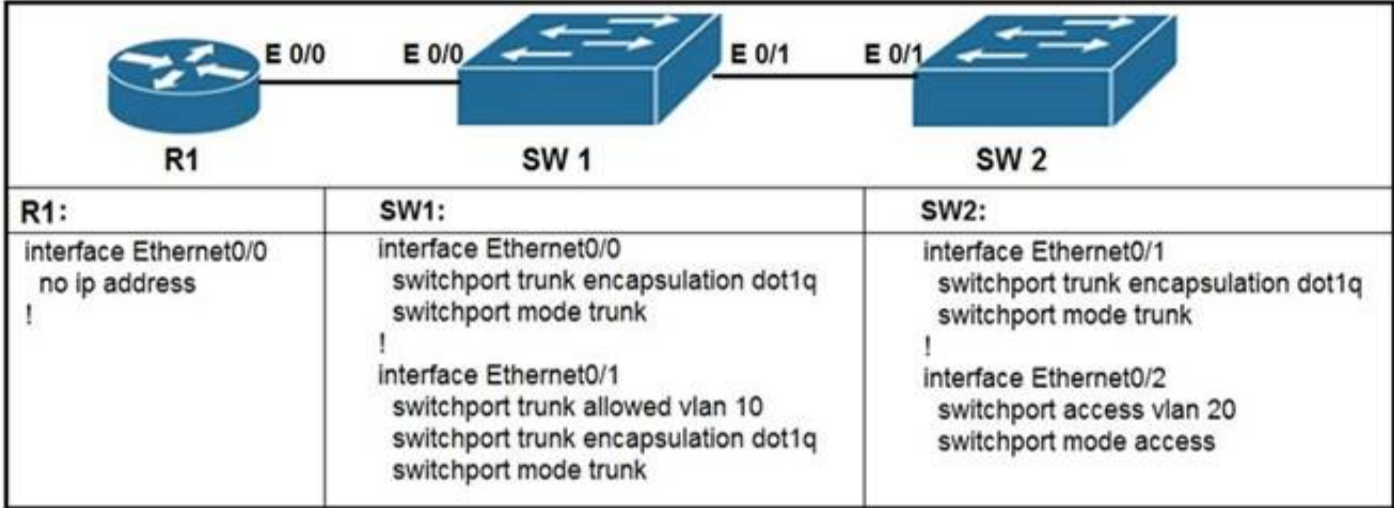 E 0/0
E 0/0
E 0/1
E 0/1
R1
SW 1
SW 2
R1:
interface Ethernet0/0
no ip address
!
SW1:
interface Ethernet0/0
switchport trunk encapsulation dot1q
switchport mode trunk
!
interface Ethernet0/1
switchport trunk allowed vlan 10
switchport trunk encapsulation dot1q
switchport mode trunk
SW2:
interface Ethernet0/1
switchport trunk encapsulation dot1q
switchport mode trunk
!
interface Ethernet0/2
switchport access vlan 20
switchport mode access